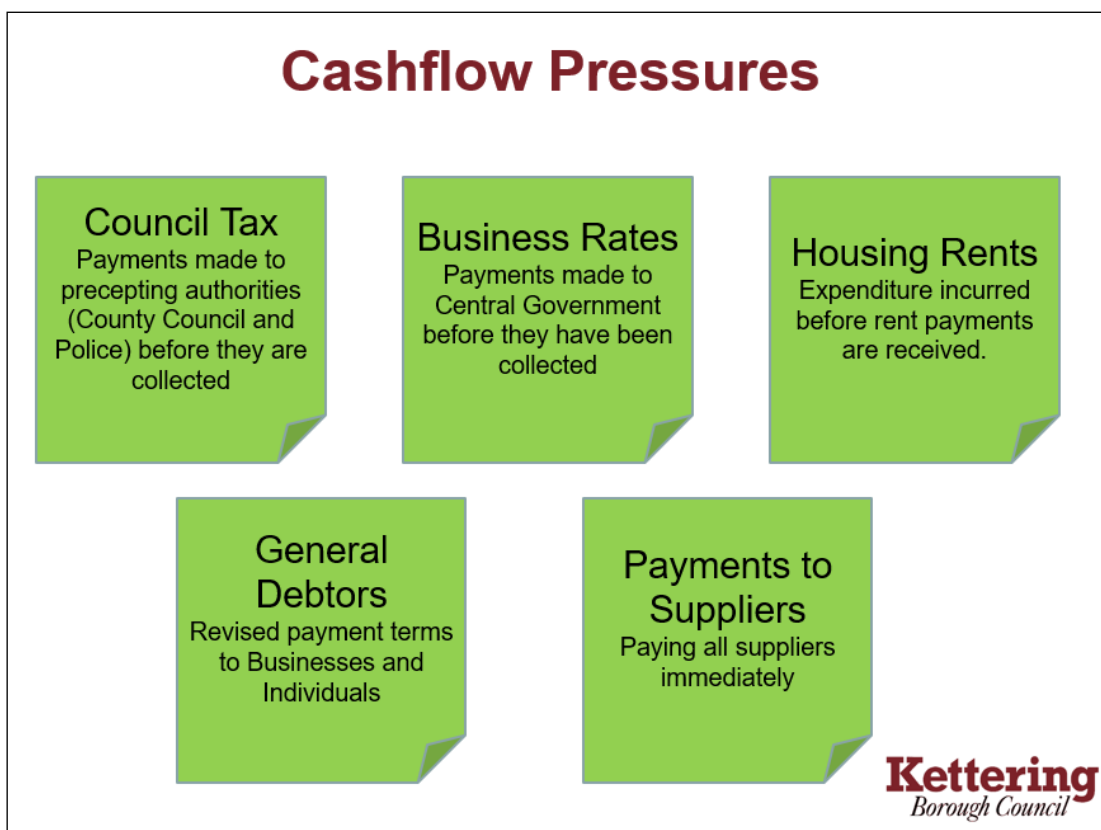 Cashflow Pressures
Council Tax
Payments made to
precepting authorities
(County Council and
Police) before they are
collected
Business Rates
Payments made to
Central Government
before they have been
collected
Housing Rents
Expenditure incurred
before rent payments
are received.
General
Debtors
Revised payment terms
to Businesses and
Individuals
Payments to
Suppliers
Paying all suppliers
immediately
Kettering
Borough Council